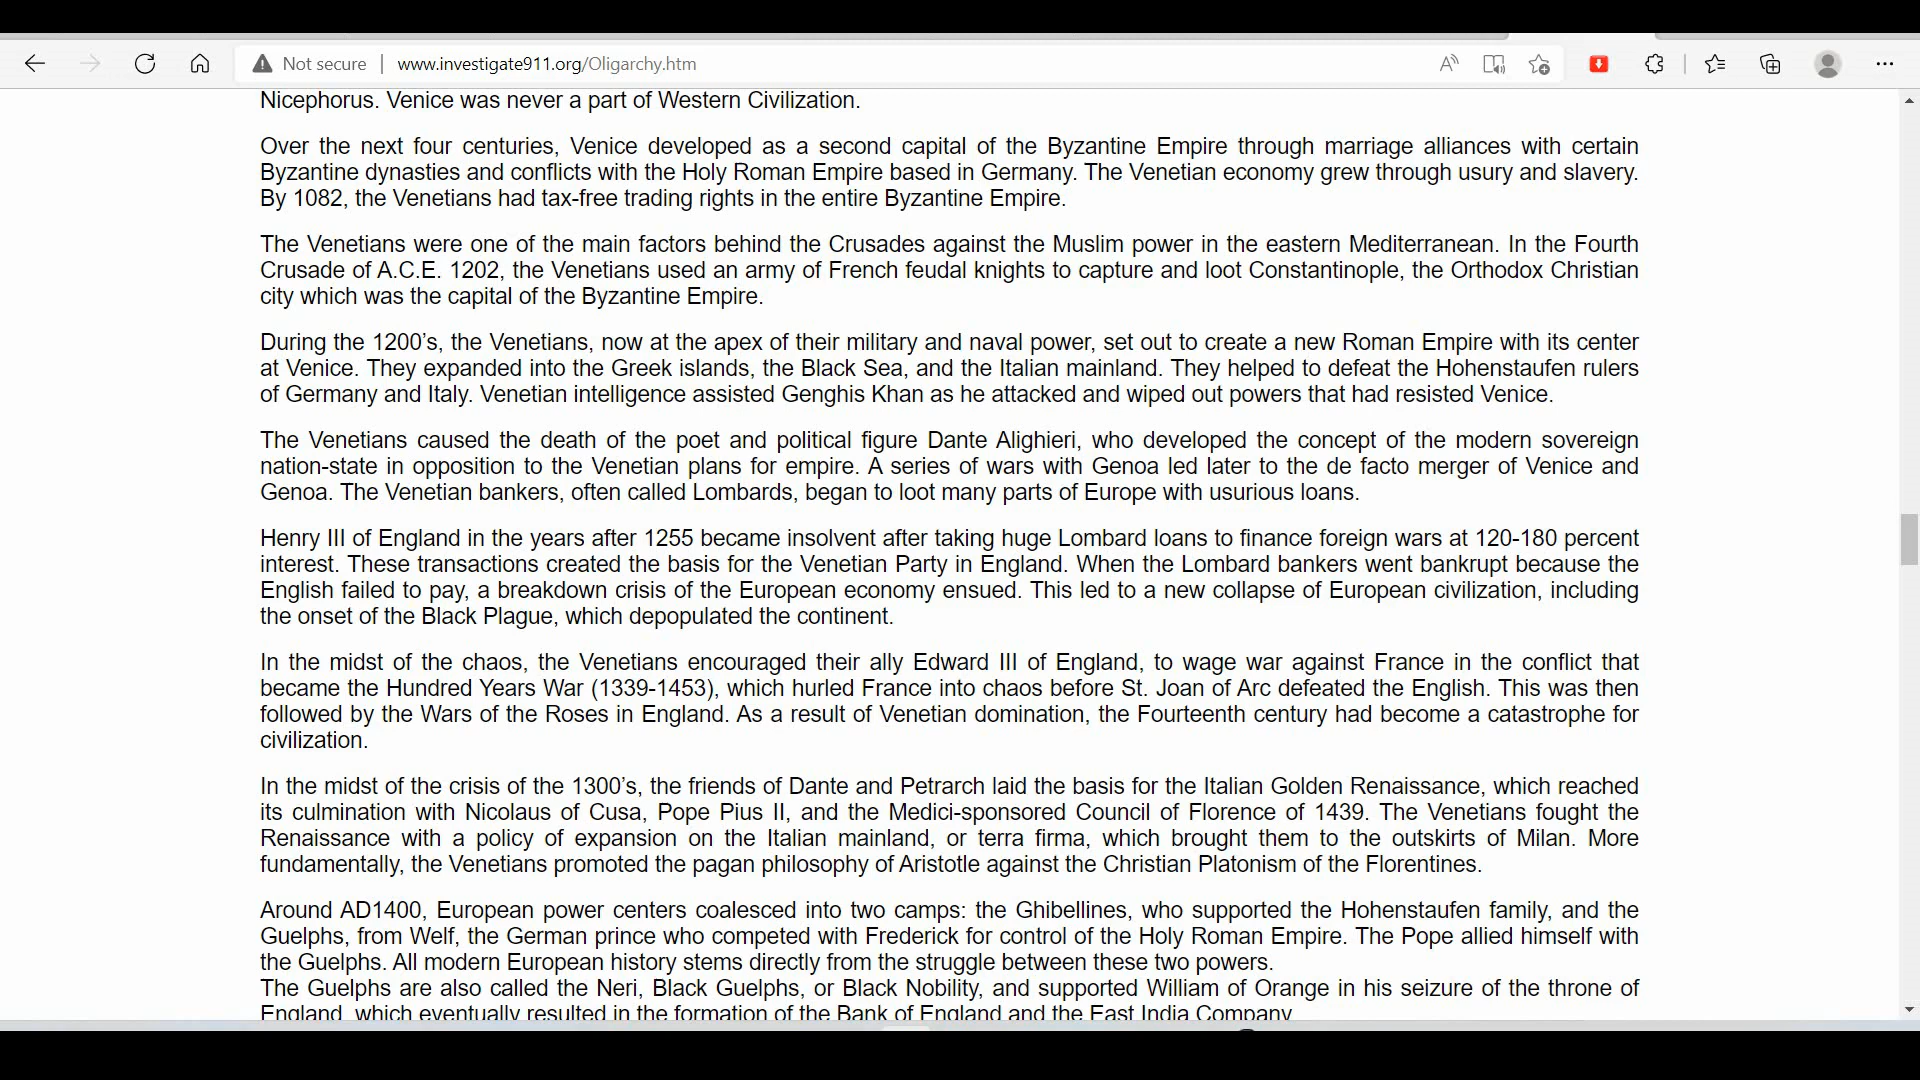 Not secure
www.investigate911.org/Oligarchy.htm
Nicephorus. Venice was never a part of Western Civilization.
Over the next four centuries, Venice developed as a second capital of the Byzantine Empire through marriage alliances with certain
Byzantine dynasties and conflicts with the Holy Roman Empire based in Germany. The Venetian economy grew through usury and slavery.
By 1082, the Venetians had tax-free trading rights in the entire Byzantine Empire.
The Venetians were one of the main factors behind the Crusades against the Muslim power in the eastern Mediterranean. In the Fourth
Crusade of A.C.E. 1202, the Venetians used an army of French feudal knights to capture and loot Constantinople, the Orthodox Christian
city which was the capital of the Byzantine Empire.
During the 1200’s, the Venetians, now at the apex of their military and naval power, set out to create a new Roman Empire with its center
at Venice. They expanded into the Greek islands, the Black Sea, and the Italian mainland. They helped to defeat the Hohenstaufen rulers
of Germany and Italy. Venetian intelligence assisted Genghis Khan as he attacked and wiped out powers that had resisted Venice.
The Venetians caused the death of the poet and political figure Dante Alighieri, who developed the concept of the modern sovereign
nation-state in opposition to the Venetian plans for empire. A series of wars with Genoa led later to the de facto merger of Venice and
Genoa. The Venetian bankers, often called Lombards, began to loot many parts of Europe with usurious loans.
Henry III of England in the years after 1255 became insolvent after taking huge Lombard loans to finance foreign wars at 120-180 percent
interest. These transactions created the basis for the Venetian Party in England. When the Lombard bankers went bankrupt because the
English failed to pay, a breakdown crisis of the European economy ensued. This led to a new collapse of European civilization, including
the onset of the Black Plague, which depopulated the continent.
In the midst of the chaos, the Venetians encouraged their ally Edward III of England, to wage war against France in the conflict that
became the Hundred Years War (1339-1453), which hurled France into chaos before St. Joan of Arc defeated the English. This was then
followed by the Wars of the Roses in England. As a result of Venetian domination, the Fourteenth century had become a catastrophe for
civilization.
In the midst of the crisis of the 1300’s, the friends of Dante and Petrarch laid the basis for the Italian Golden Renaissance, which reached
its culmination with Nicolaus of Cusa, Pope Pius II, and the Medici-sponsored Council of Florence of 1439. The Venetians fought the
Renaissance with a policy of expansion on the Italian mainland, or terra firma, which brought them to the outskirts of Milan. More
fundamentally, the Venetians promoted the pagan philosophy of Aristotle against the Christian Platonism of the Florentines.
Around AD1400, European power centers coalesced into two camps: the Ghibellines, who supported the Hohenstaufen family, and the
Guelphs, from Welf, the German prince who competed with Frederick for control of the Holy Roman Empire. The Pope allied himself with
the Guelphs. All modern European history stems directly from the struggle between these two powers.
The Guelphs are also called the Neri, Black Guelphs, or Black Nobility, and supported William of Orange in his seizure of the throne of
England, which eventually resulted in the formation of the Bank of England and the East India Company